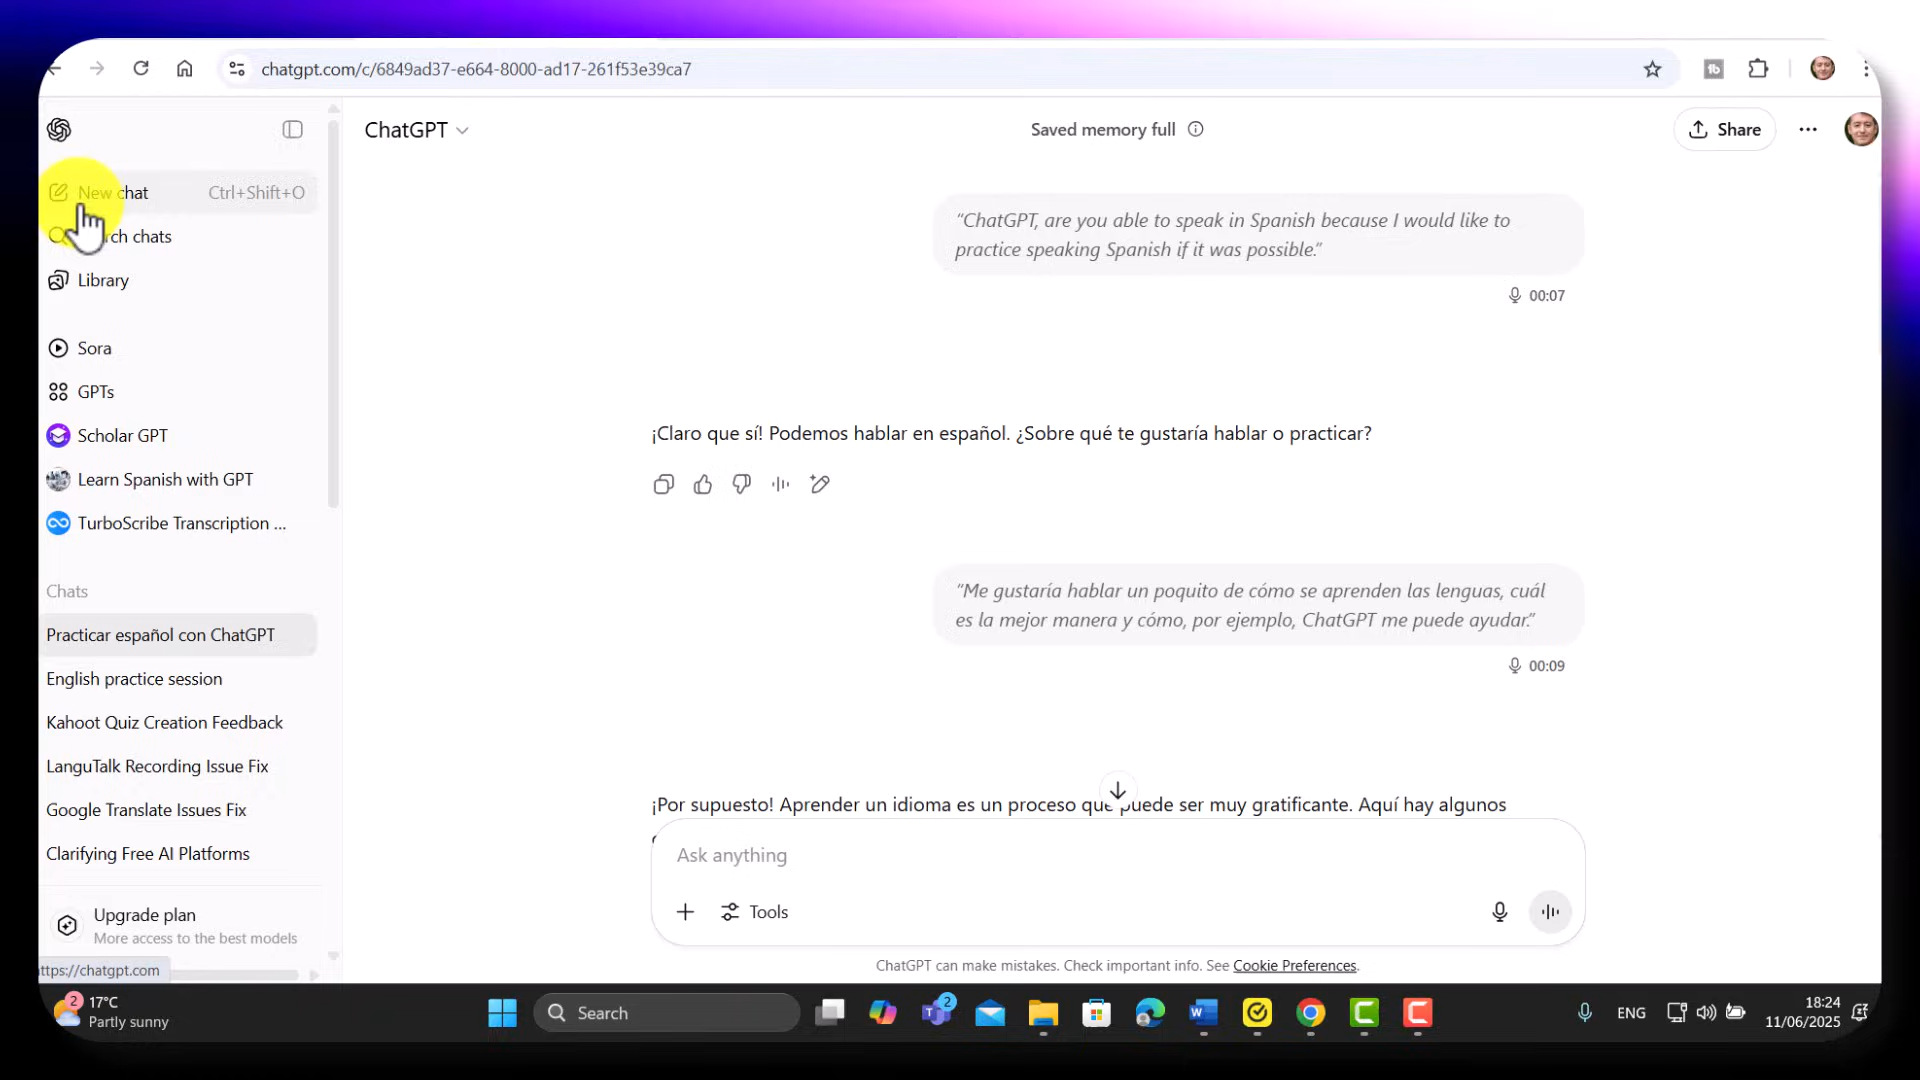 chatgpt.com/c/6849ad37-e664-8000-ad17-261f53e39ca7
ChatGPT
Saved memory full
Share
New chat Ctrl+Shift+O
ch chats
Library
Sora
GPTs
Scholar GPT
Learn Spanish with GPT
TurboScribe Transcription ...
Chats
Practicar español con ChatGPT
English practice session
Kahoot Quiz Creation Feedback
LanguTalk Recording Issue Fix
Google Translate Issues Fix
Clarifying Free AI Platforms
Upgrade plan
More access to the best models
ttps://chatgpt.com
“ChatGPT, are you able to speak in Spanish because I would like to
practice speaking Spanish if it was possible.”
00:07
¡Claro que sí! Podemos hablar en español. ¿Sobre qué te gustaría hablar o practicar?
“Me gustaría hablar un poquito de cómo se aprenden las lenguas, cuál
es la mejor manera y cómo, por ejemplo, ChatGPT me puede ayudar.”
00:09
¡Por supuesto! Aprender un idioma es un proceso que puede ser muy gratificante. Aquí hay algunos
Ask anything
Tools
ChatGPT can make mistakes. Check important info. See Cookie Preferences.
2
17°C
Partly sunny
Search
2
ENG
18:24
11/06/2025